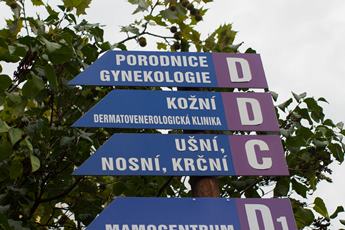 PORODNICE
GYNEKOLOGIE D
KOŽNÍ
DERMATOVENEROLOGICKÁ KLINIKA D
UŠNÍ,
NOSNÍ, KRČNÍ C
MAMOCENTRUM D1